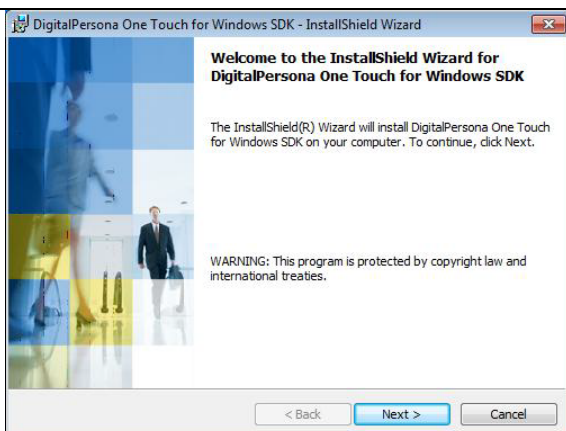 DigitalPersona One Touch for Windows SDK - InstallShield Wizard
Welcome to the InstallShield Wizard for
DigitalPersona One Touch for Windows SDK
The InstallShield(R) Wizard will install DigitalPersona One Touch
for Windows SDK on your computer. To continue, click Next.
WARNING: This program is protected by copyright law and
international treaties.
< Back
Next >
Cancel